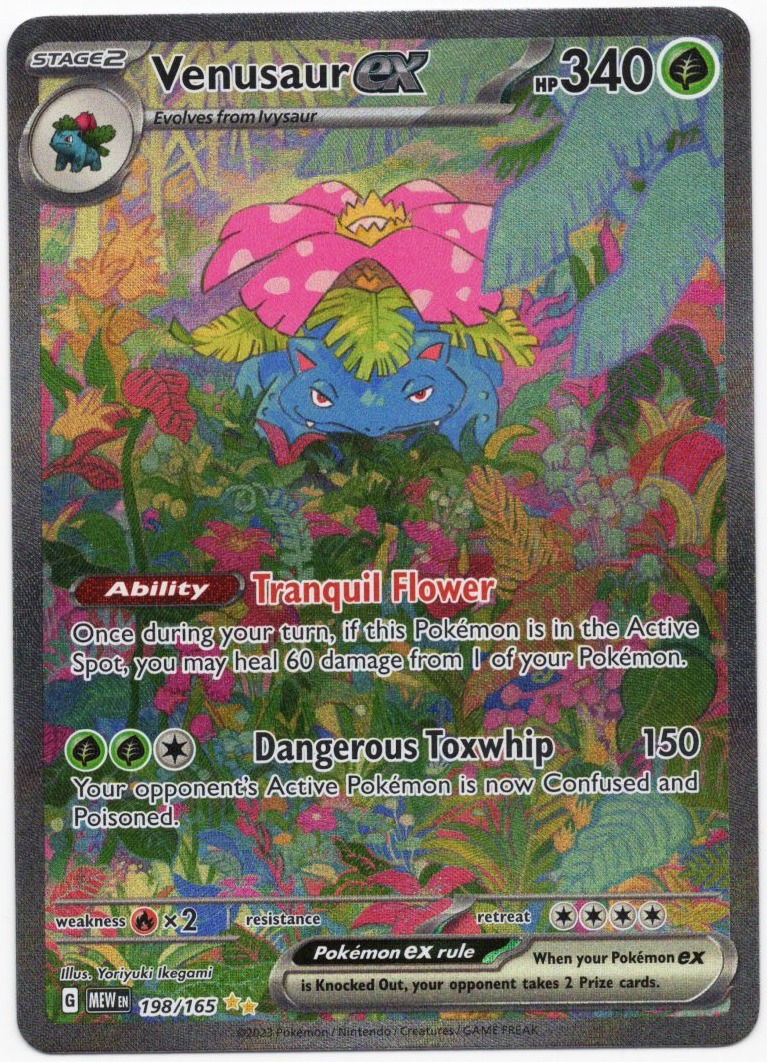 STAGE2 Venusaur ex HP340
Evolves from Ivysaur
Ability Tranquil Flower
Once during your turn, if this Pokémon is in the Active
Spot, you may heal 60 damage from 1 of your Pokémon.
Dangerous Toxwhip 150
Your opponent's Active Pokémon is now Confused and
Poisoned.
weakness ×2 resistance retreat
Pokémon ex rule When your Pokémon ex
is Knocked Out, your opponent takes 2 Prize cards.
Illus. Yoriyuki Ikegami
G MEW EN 198/165
©2023 Pokémon / Nintendo / Creatures / GAME FREAK